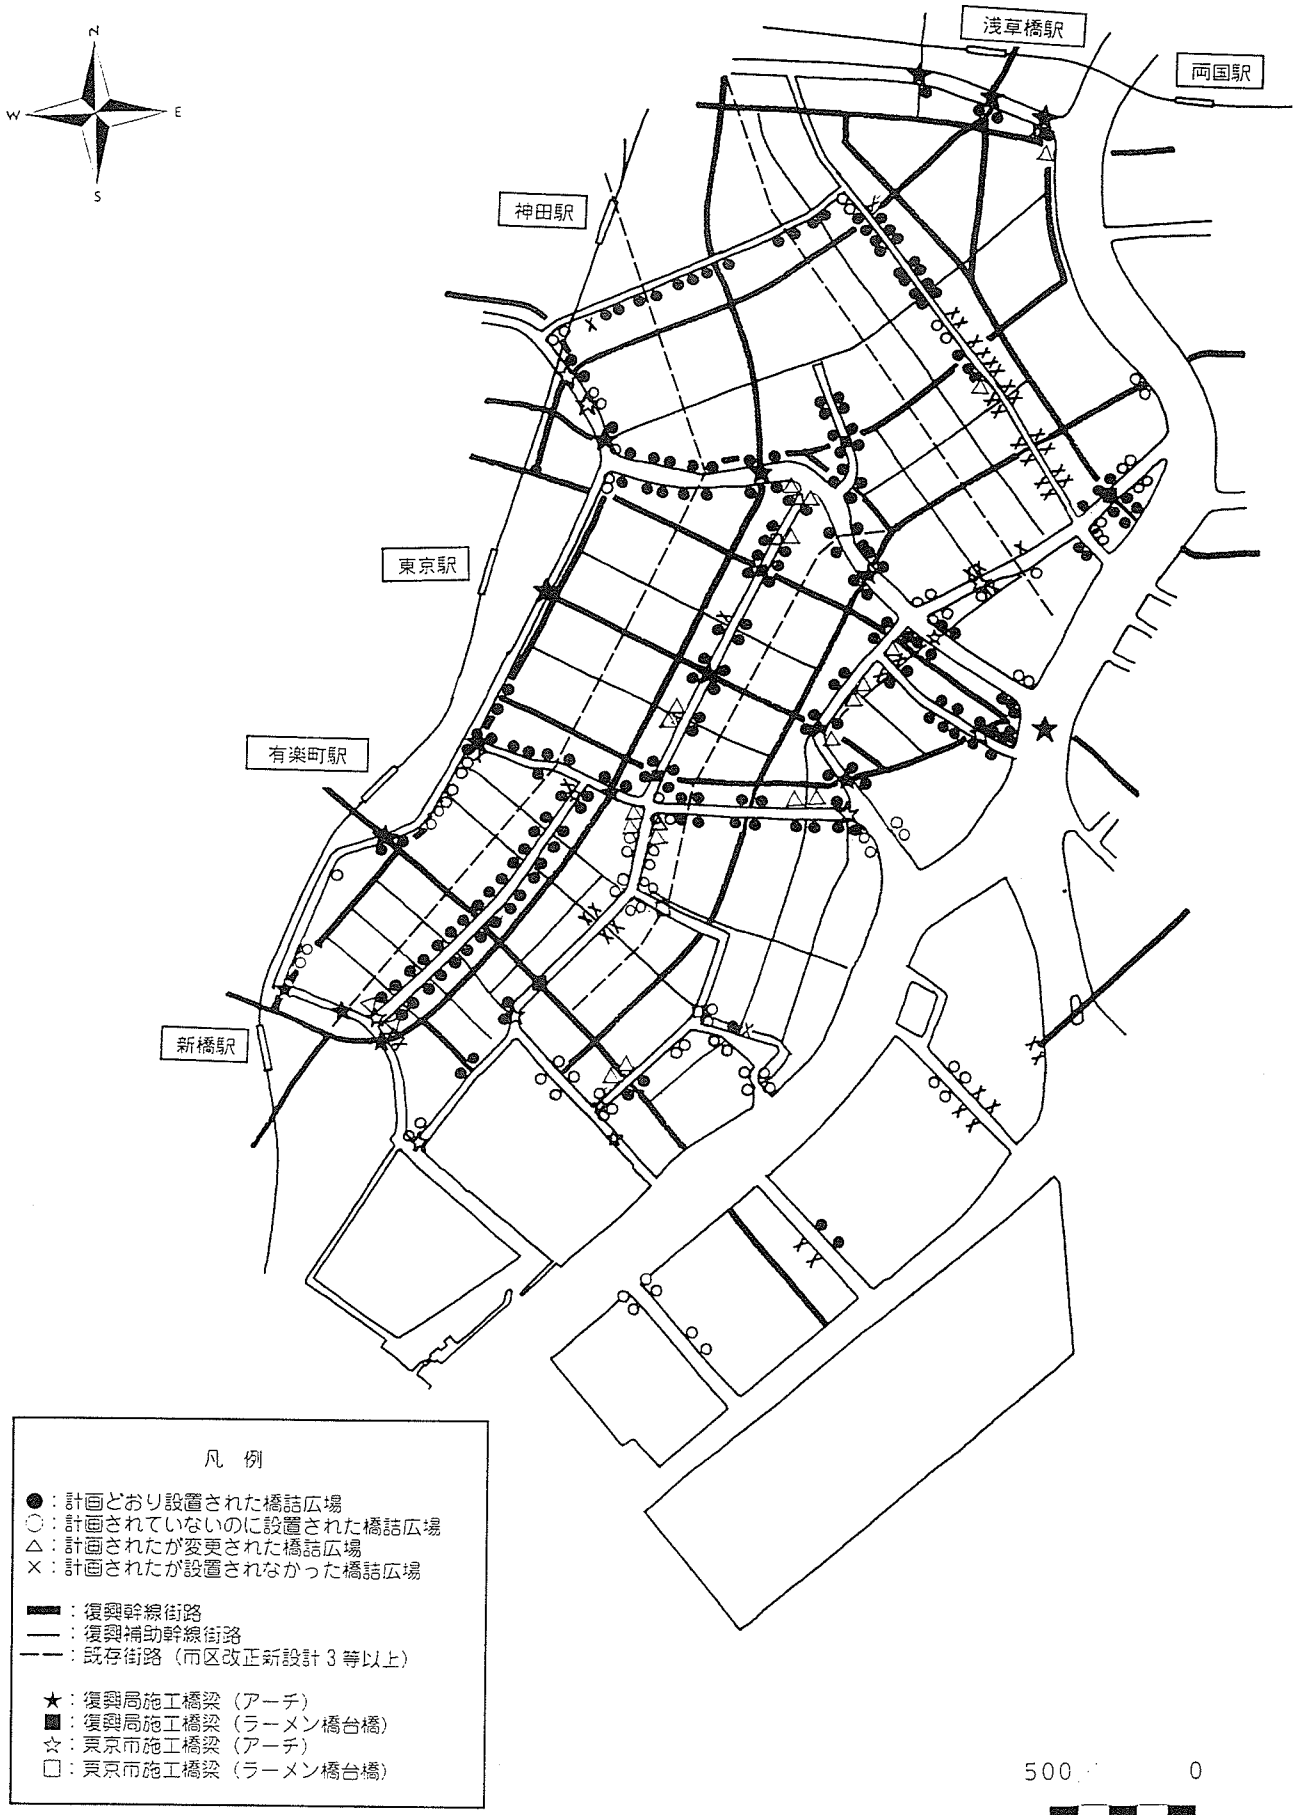 浅草橋駅
両国駅
N
W
E
S
神田駅
東京駅
有楽町駅
新橋駅
凡 例
●：計画どおり設置された橋詰広場
○：計画されていないのに設置された橋詰広場
△：計画されたが変更された橋詰広場
×：計画されたが設置されなかった橋詰広場
：復興幹線街路
：復興補助幹線街路
：既存街路（市区改正新設計３等以上）
★：復興局施工橋梁（アーチ）
■：復興局施工橋梁（ラーメン橋台橋）
☆：東京市施工橋梁（アーチ）
□：東京市施工橋梁（ラーメン橋台橋）
500 0